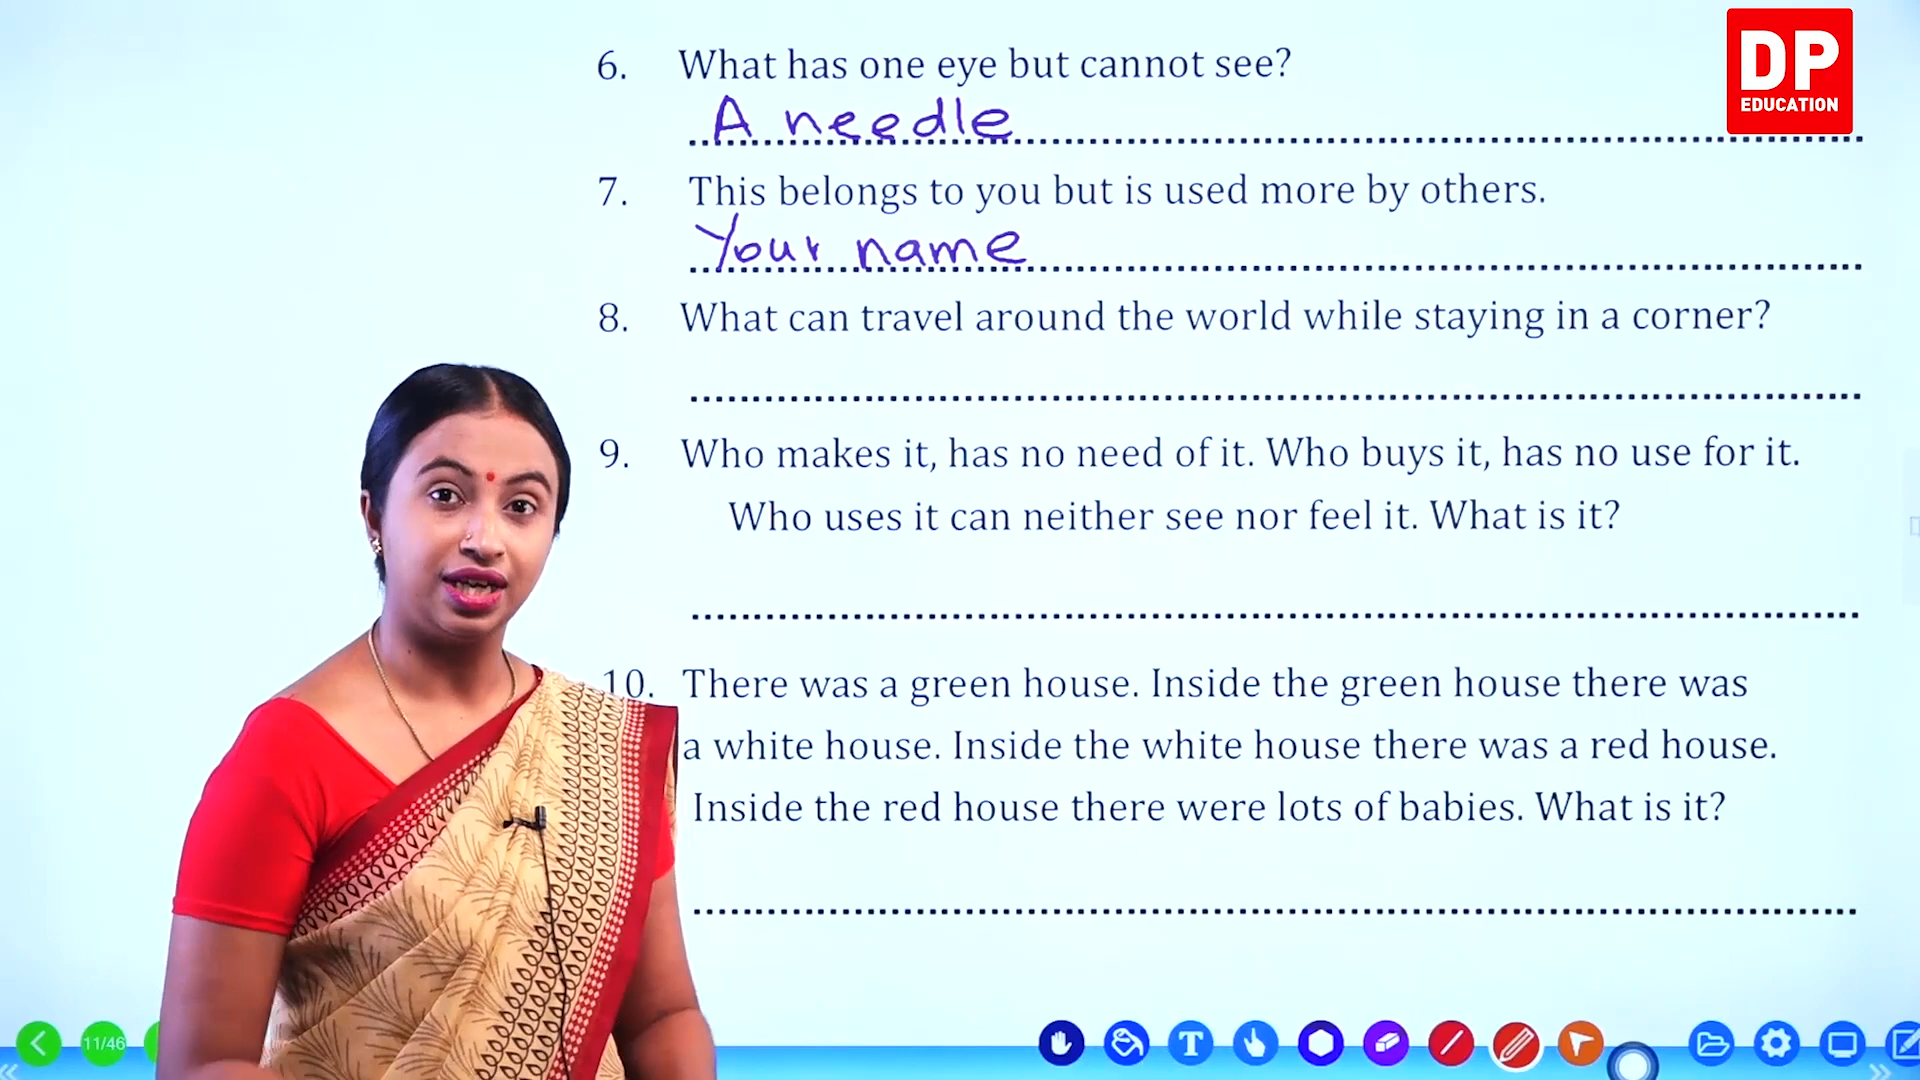 DP
EDUCATION
6. What has one eye but cannot see?
A needle
7. This belongs to you but is used more by others.
Your name
8. What can travel around the world while staying in a corner?
9. Who makes it, has no need of it. Who buys it, has no use for it.
Who uses it can neither see nor feel it. What is it?
10. There was a green house. Inside the green house there was
a white house. Inside the white house there was a red house.
Inside the red house there were lots of babies. What is it?
11/46
T